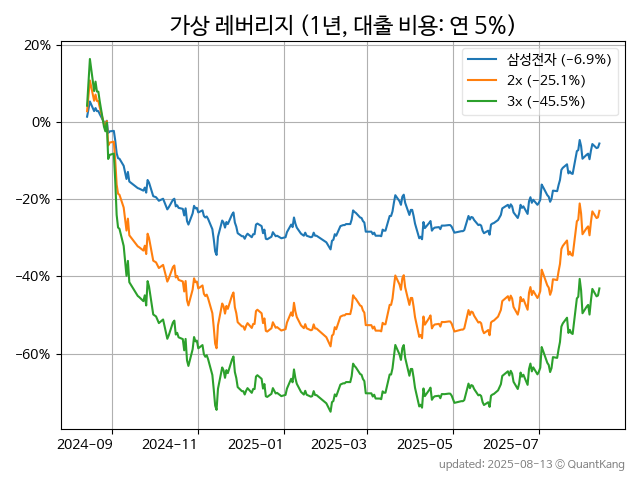 가상 레버리지 (1년, 대출 비용: 연 5%)
삼성전자 (−6.9%)
2x (−25.1%)
3x (−45.5%)
20%
0%
−20%
−40%
−60%
2024-09 2024-11 2025-01 2025-03 2025-05 2025-07
updated: 2025-08-13 © QuantKang